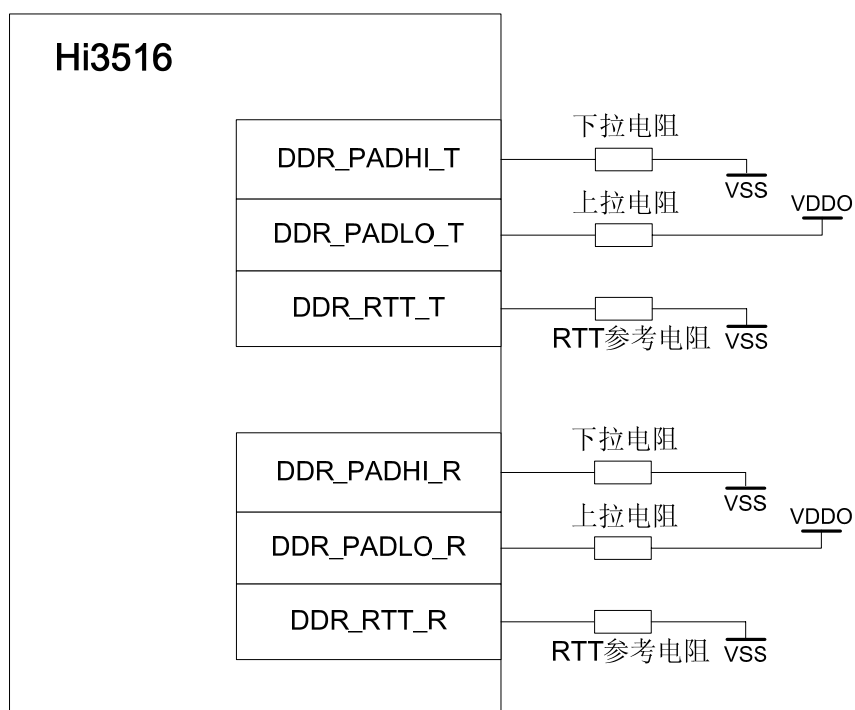 Hi3516
下拉电阻
DDR_PADHI_T
VSS
上拉电阻
VDDO
DDR_PADLO_T
DDR_RTT_T
RTT参考电阻 VSS
下拉电阻
DDR_PADHI_R
VSS
上拉电阻
VDDO
DDR_PADLO_R
DDR_RTT_R
RTT参考电阻 VSS